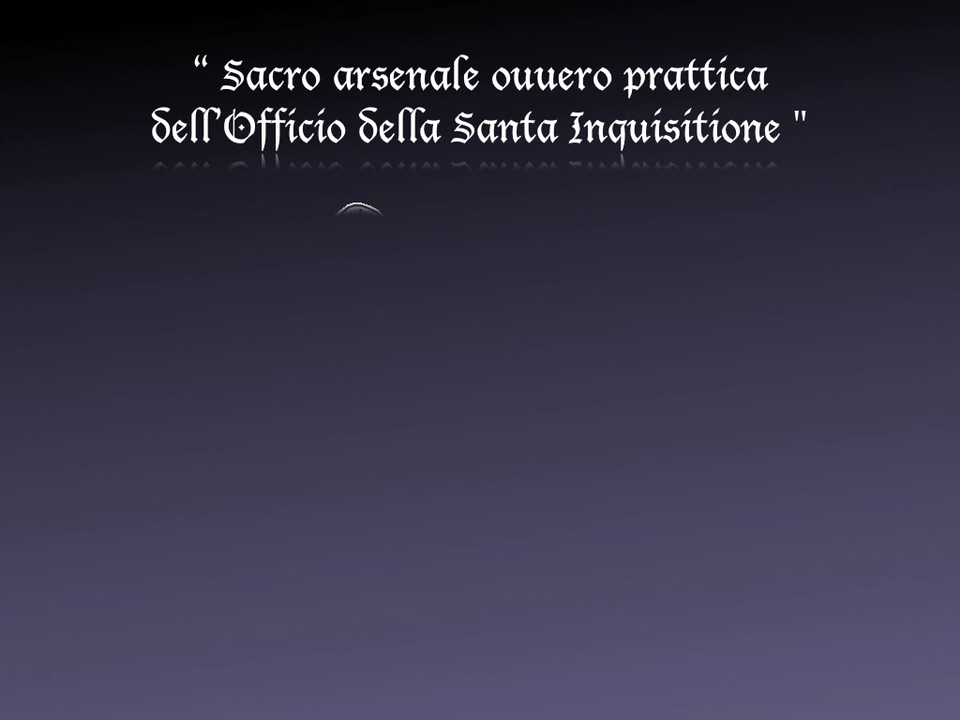 “ Sacro arsenale ouuero prattica
dell'Officio della Santa Inquisitione "